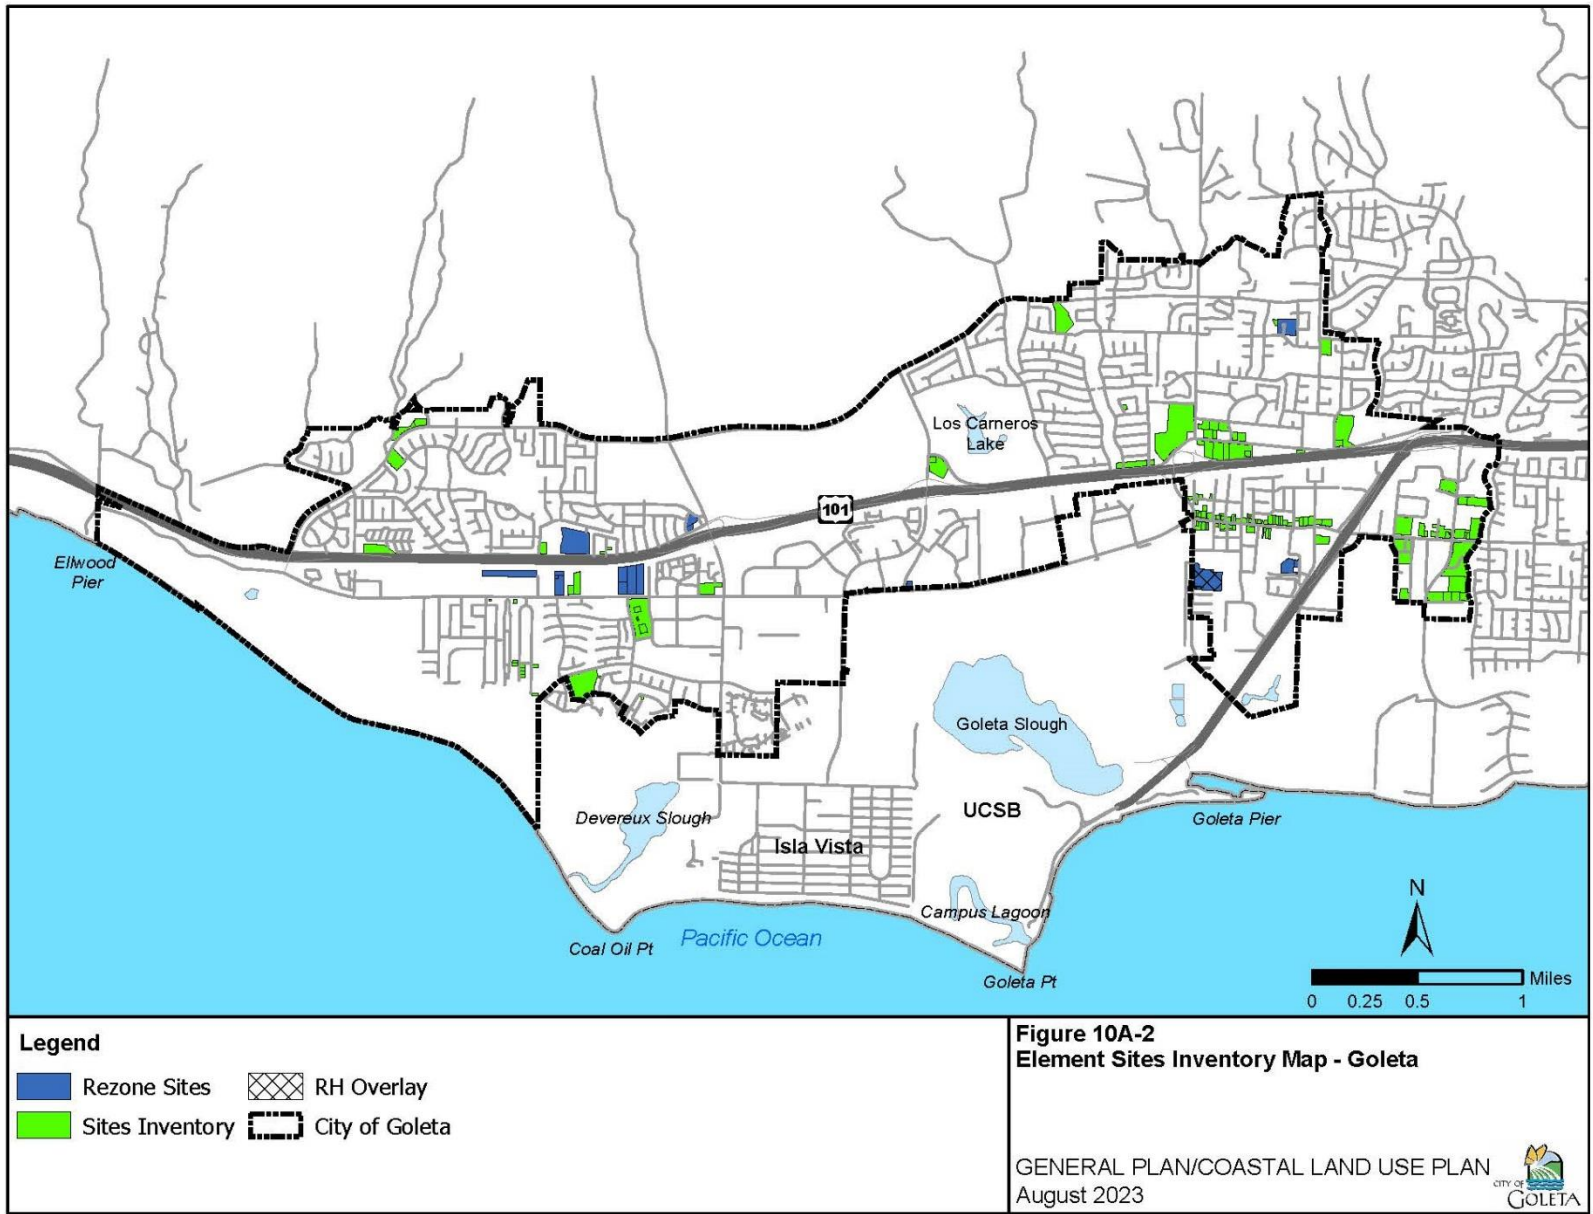 Los Carneros
Lake
101
Ellwood
Pier
Goleta Slough
Devereux Slough
UCSB
Goleta Pier
Isla Vista
Campus Lagoon
Coal Oil Pt
Pacific Ocean
Goleta Pt
N
Miles
0 0.25 0.5 1
Legend
Rezone Sites
RH Overlay
Sites Inventory
City of Goleta
Figure 10A-2
Element Sites Inventory Map - Goleta
GENERAL PLAN/COASTAL LAND USE PLAN
August 2023
CITY OF
GOLETA